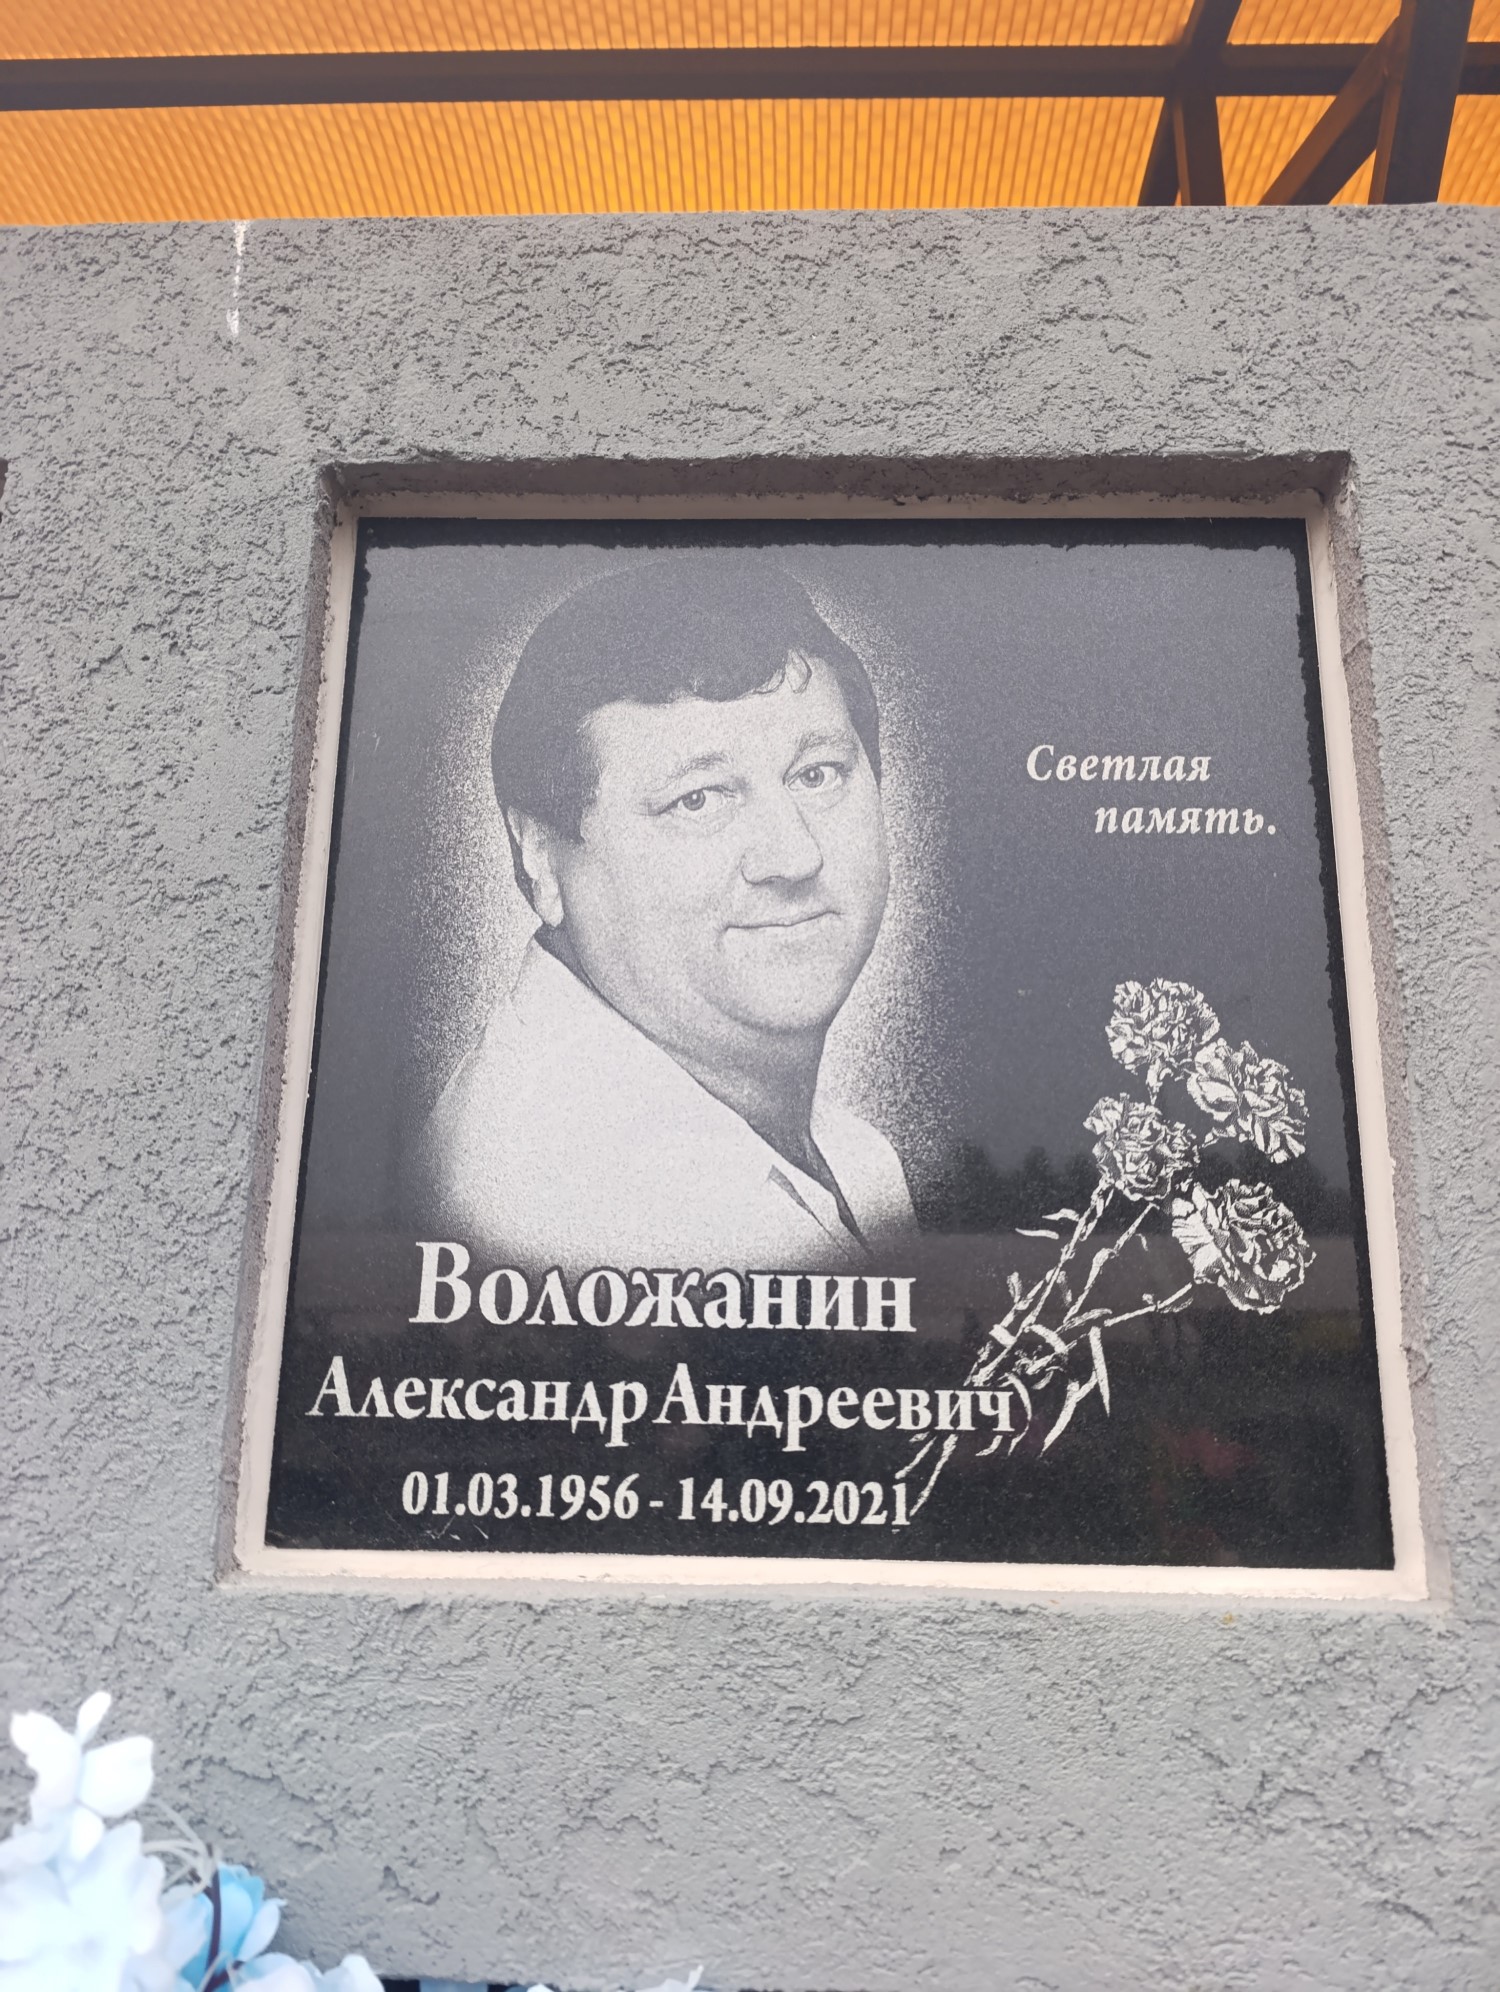 Светлая
память.
Воложанин
Александр Андреевич
01.03.1956 - 14.09.2021